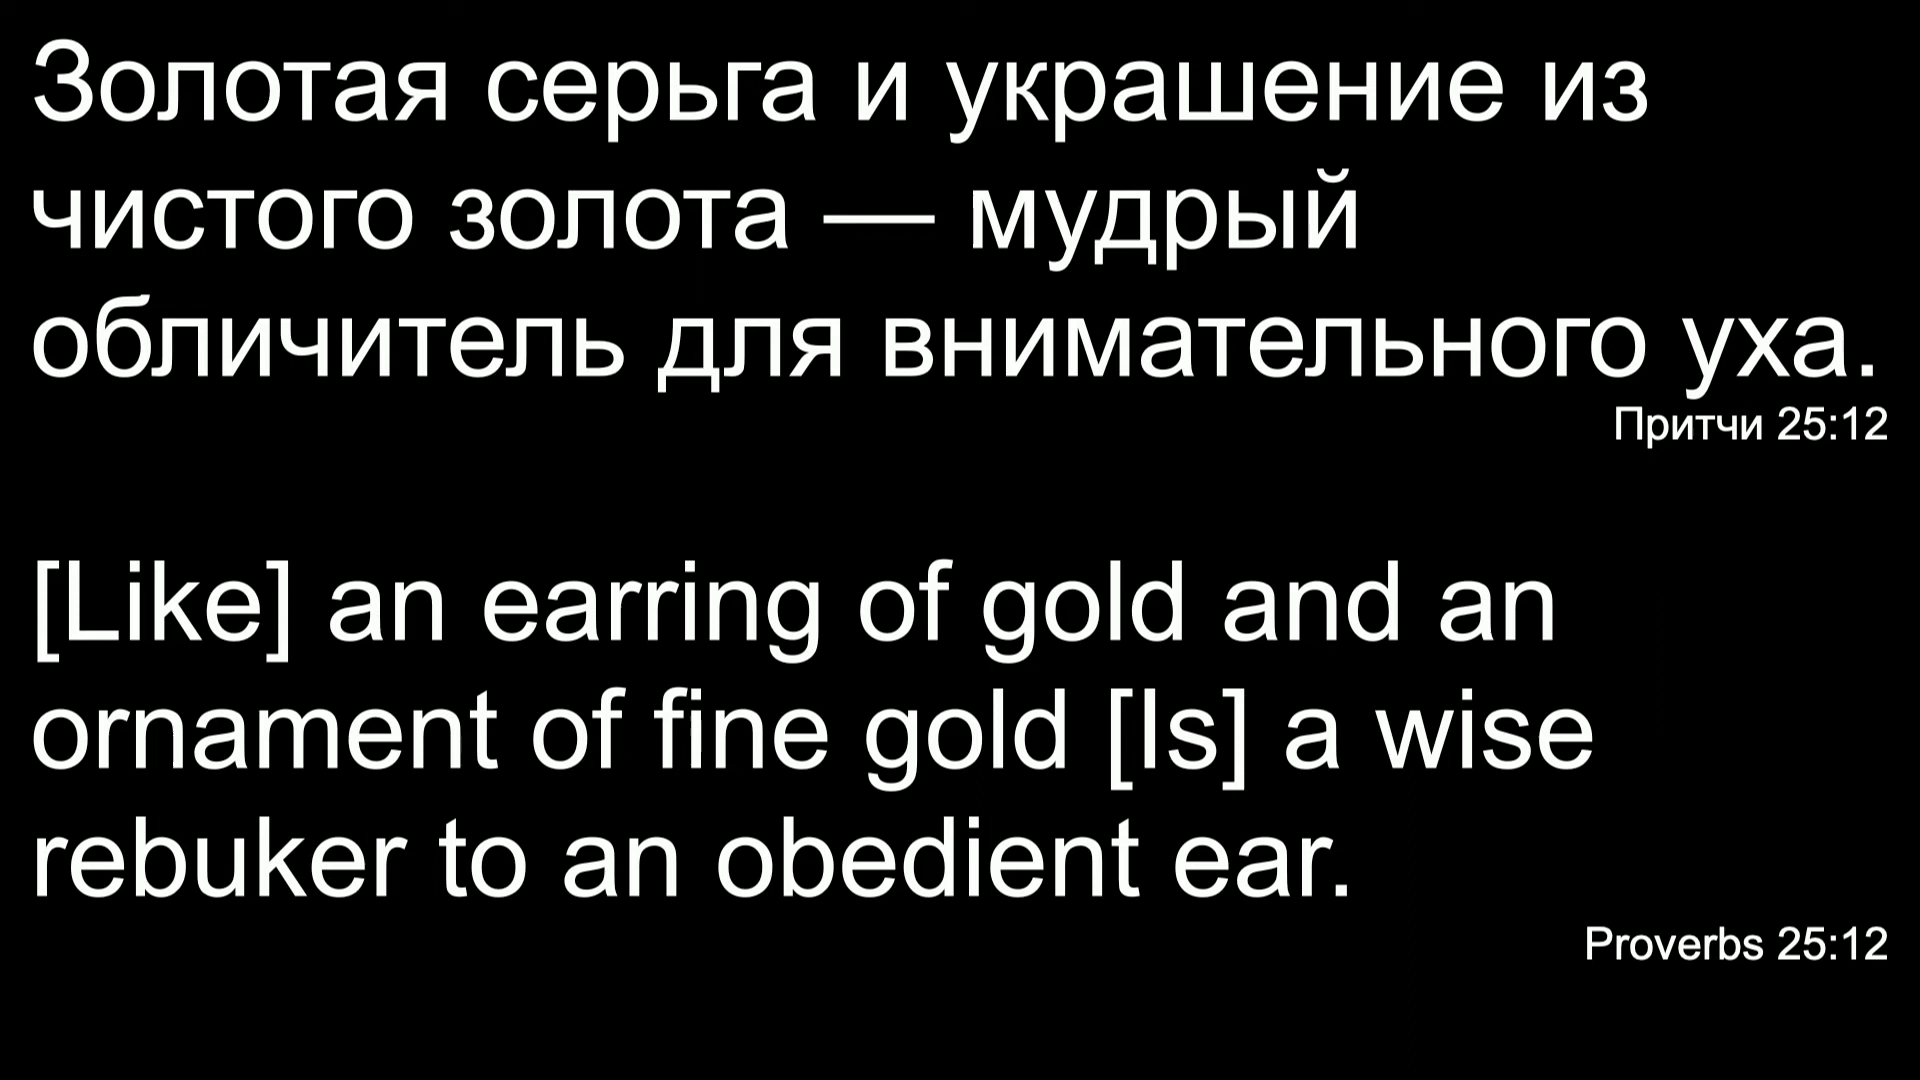 Золотая серьга и украшение из
чистого золота — мудрый
обличитель для внимательного уха.
Притчи 25:12
[Like] an earring of gold and an
ornament of fine gold [Is] a wise
rebuker to an obedient ear.
Proverbs 25:12